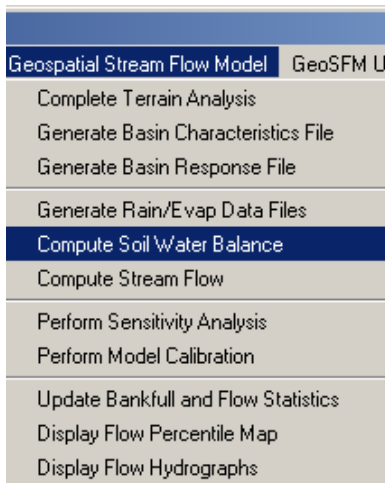 Geospatial Stream Flow Model GeoSFM U
Complete Terrain Analysis
Generate Basin Characteristics File
Generate Basin Response File
Generate Rain/Evap Data Files
Compute Soil Water Balance
Compute Stream Flow
Perform Sensitivity Analysis
Perform Model Calibration
Update Bankfull and Flow Statistics
Display Flow Percentile Map
Display Flow Hydrographs